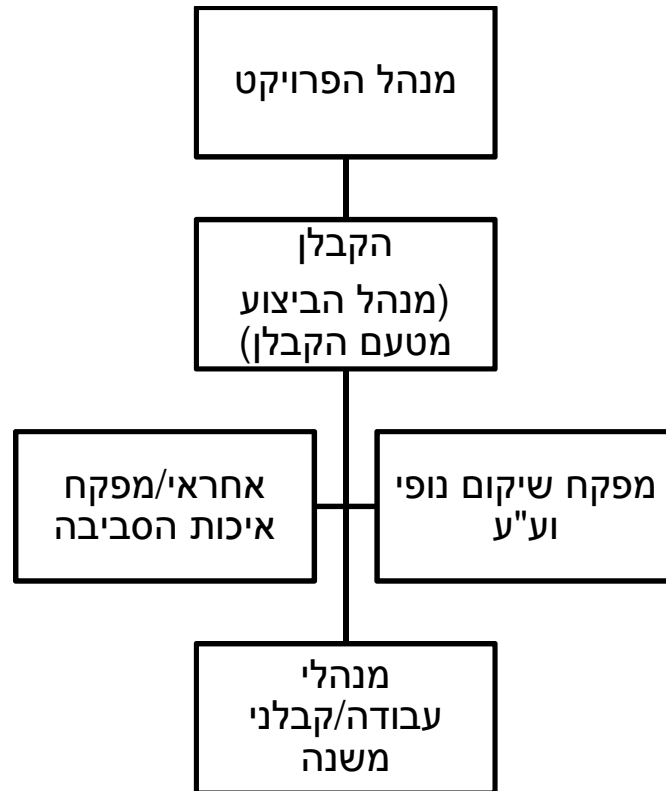 מנהל הפרויקט
הקבלן
(מנהל הביצוע
מטעם הקבלן)
מפקח שיקום נופי
וע"ע
אחראי/מפקח
איכות הסביבה
מנהלי
עבודה/קבלני
משנה